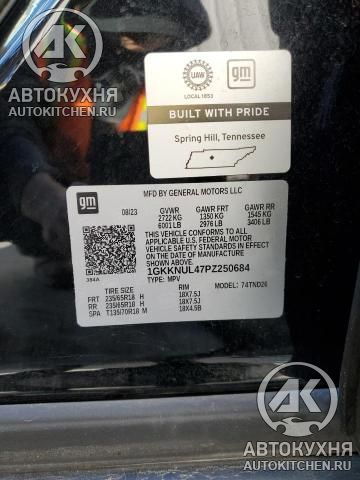 АВТОКУХНЯ
AUTOKITCHEN.RU
UAW
LOCAL 1853
gm
BUILT WITH PRIDE
Spring Hill, Tennessee
gm
MFD BY GENERAL MOTORS LLC
08/23 GVWR GAWR FRT GAWR RR
2722 KG 1350 KG 1545 KG
6001 LB 2976 LB 3406 LB
THIS VEHICLE CONFORMS TO ALL
APPLICABLE U.S. FEDERAL MOTOR
VEHICLE SAFETY STANDARDS IN
EFFECT ON THE DATE OF
MANUFACTURE SHOWN ABOVE.
1GKKNUL47PZ250684
384A TYPE: MPV
TIRE SIZE RIM MODEL: 74TND26
FRT 235/65R18 H 18X7.5J
RR 235/65R18 H 18X7.5J
SPA T135/70R18 M 18X4.5B
АВТОКУХНЯ
AUTOKITCHEN.RU